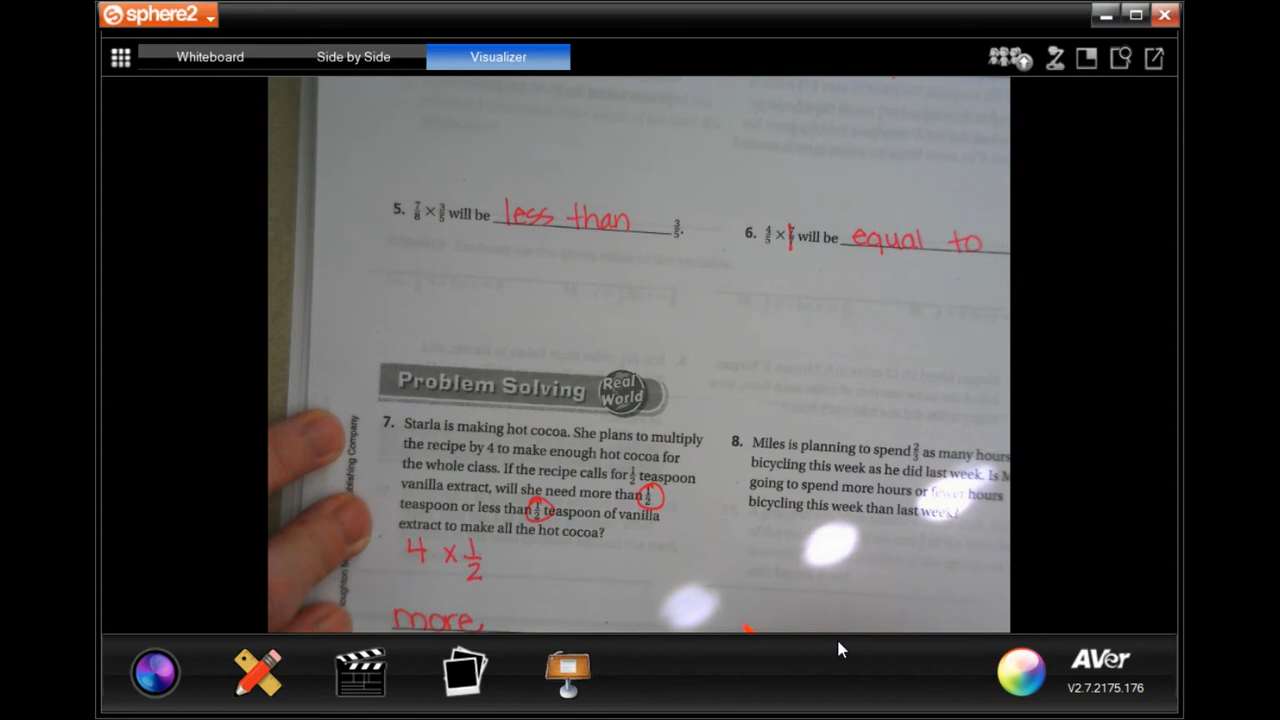 sphere2
Whiteboard Side by Side Visualizer
5. 7/8 × 3/5 will be less than 3/5.
6. 4/5 × 7/7 will be equal to
Problem Solving Real World
7. Starla is making hot cocoa. She plans to multiply
the recipe by 4 to make enough hot cocoa for
the whole class. If the recipe calls for 1/2 teaspoon
vanilla extract, will she need more than 1/2
teaspoon or less than 1/2 teaspoon of vanilla
extract to make all the hot cocoa?
4 × 1/2
more
8. Miles is planning to spend 2/3 as many hours
bicycling this week as he did last week. Is
going to spend more hours or fewer hours
bicycling this week than last week?
blishing Company
AVer
V2.7.2175.176